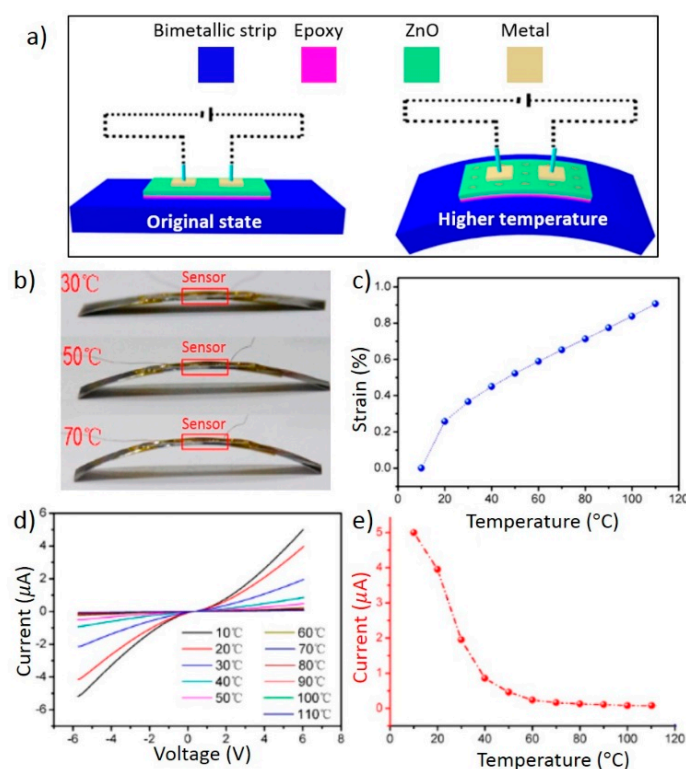 a)
Bimetallic strip Epoxy ZnO Metal
Original state
Higher temperature
b)
30℃
Sensor
50℃
Sensor
70℃
Sensor
c)
Strain (%)
1.0
0.8
0.6
0.4
0.2
0.0
0 20 40 60 80 100 120
Temperature (°C)
d)
Current (μA)
6
4
2
0
-2
-4
-6
-6 -4 -2 0 2 4 6 8
Voltage (V)
10℃ 60℃
20℃ 70℃
30℃ 80℃
40℃ 90℃
50℃ 100℃
110℃
e)
Current (μA)
5
4
3
2
1
0
0 20 40 60 80 100 120
Temperature (°C)